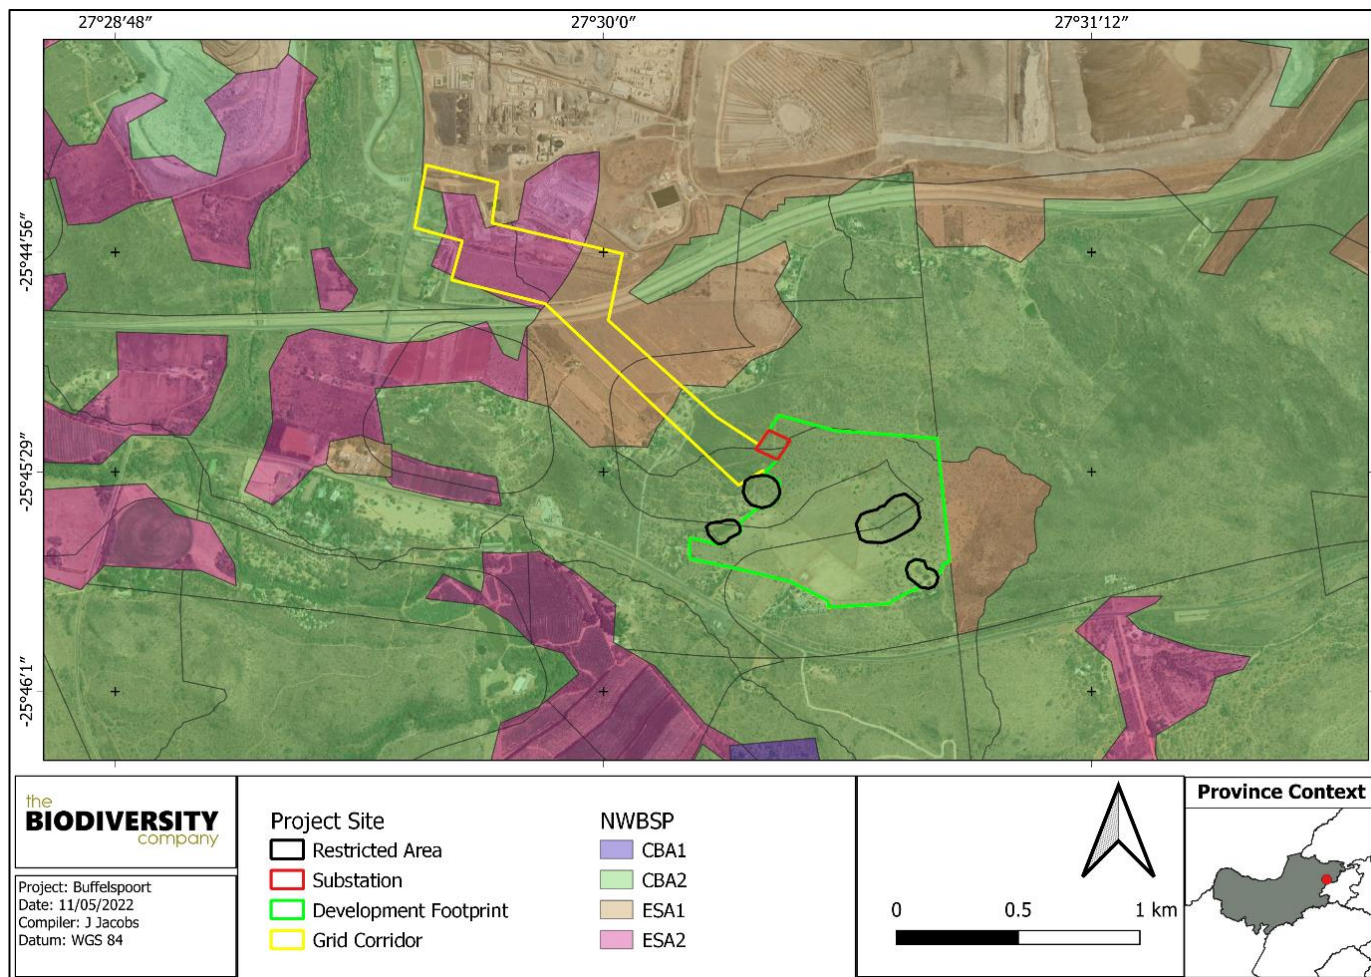 27°28′48″ 27°30′0″ 27°31′12″
-25°44′56″
-25°45′29″
-25°46′1″
the
BIODIVERSITY
company
Project: Buffelspoort
Date: 11/05/2022
Compiler: J Jacobs
Datum: WGS 84
Project Site
Restricted Area
Substation
Development Footprint
Grid Corridor
NWBSP
CBA1
CBA2
ESA1
ESA2
0 0.5 1 km
Province Context